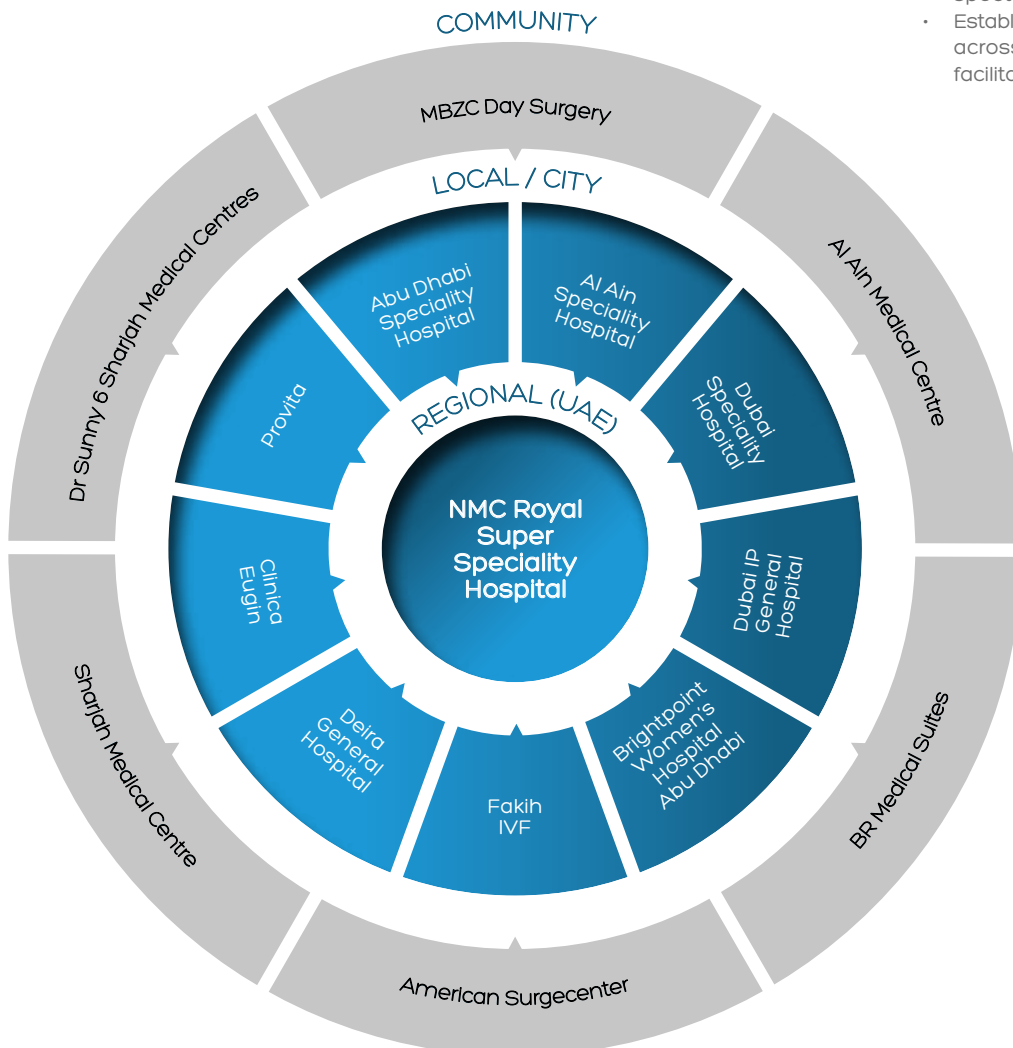 COMMUNITY
• Establ
across
facilita
MBZC Day Surgery
LOCAL / CITY
Dr Sunny 6 Sharjah Medical Centres
Al Ain Medical Centre
Abu Dhabi
Speciality
Hospital
Al Ain
Speciality
Hospital
Provita
Dubai
Speciality
Hospital
REGIONAL (UAE)
NMC Royal
Super
Speciality
Hospital
Clinica
Eugin
Dubai IP
General
Hospital
Deira
General
Hospital
Fakih
IVF
Brightpoint
Women's
Hospital
Abu Dhabi
Sharjah Medical Centre
BR Medical Suites
American Surgecenter